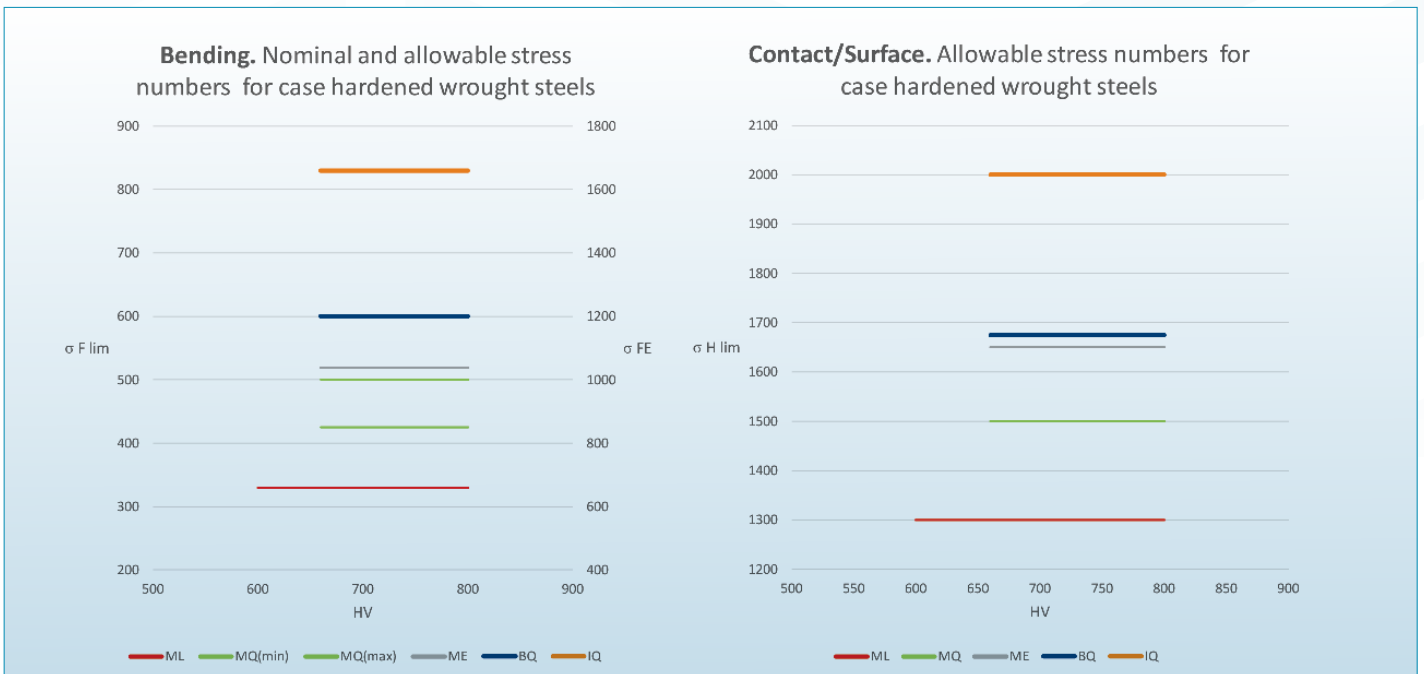 Bending. Nominal and allowable stress
numbers for case hardened wrought steels
900
800
700
600
500
400
300
200
σ F lim
1800
1600
1400
1200
1000
800
600
400
σ FE
500 600 700 800 900
HV
ML MQ(min) MQ(max) ME BQ IQ
Contact/Surface. Allowable stress numbers for
case hardened wrought steels
2100
2000
1900
1800
1700
1600
1500
1400
1300
1200
σ H lim
500 550 600 650 700 750 800 850 900
HV
ML MQ ME BQ IQ